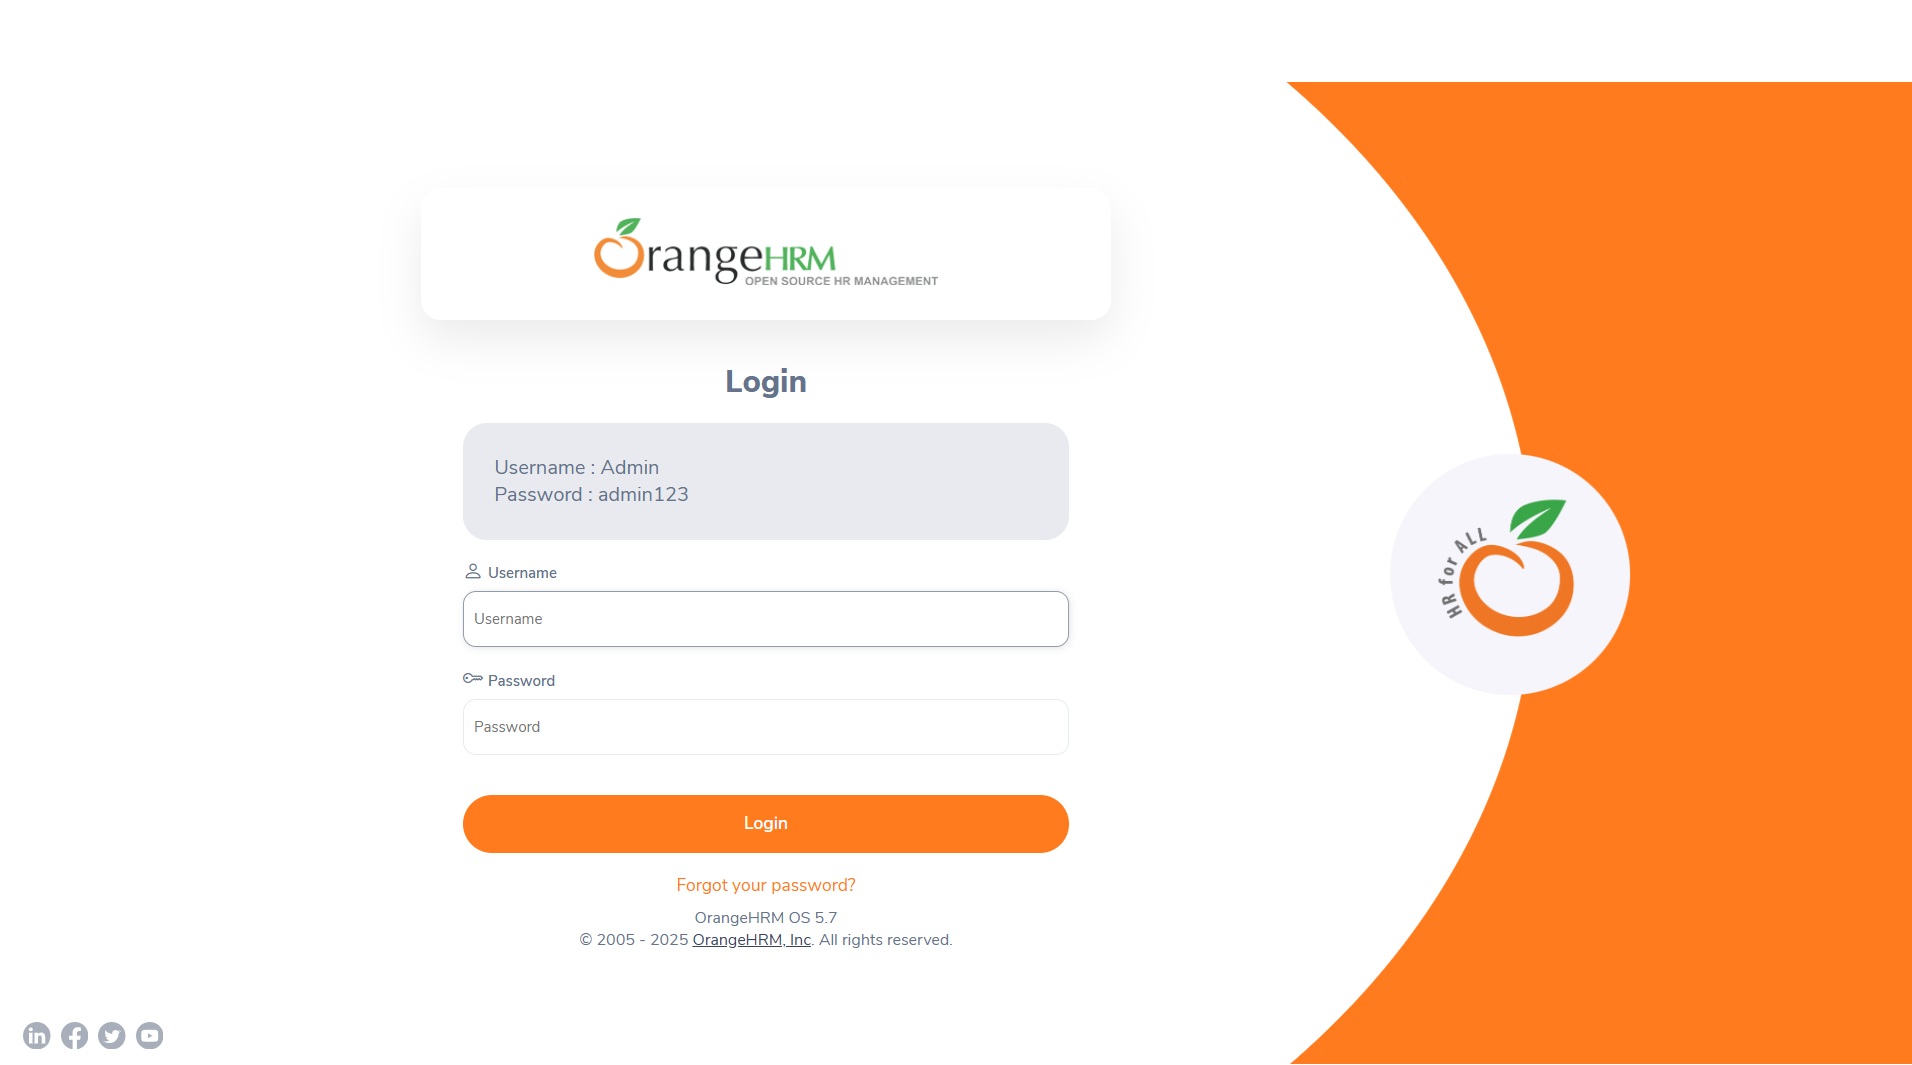 OrangeHRM
OPEN SOURCE HR MANAGEMENT
Login
Username : Admin
Password : admin123
Username
Username
Password
Password
Login
Forgot your password?
OrangeHRM OS 5.7
© 2005 - 2025 OrangeHRM, Inc. All rights reserved.
HR for ALL